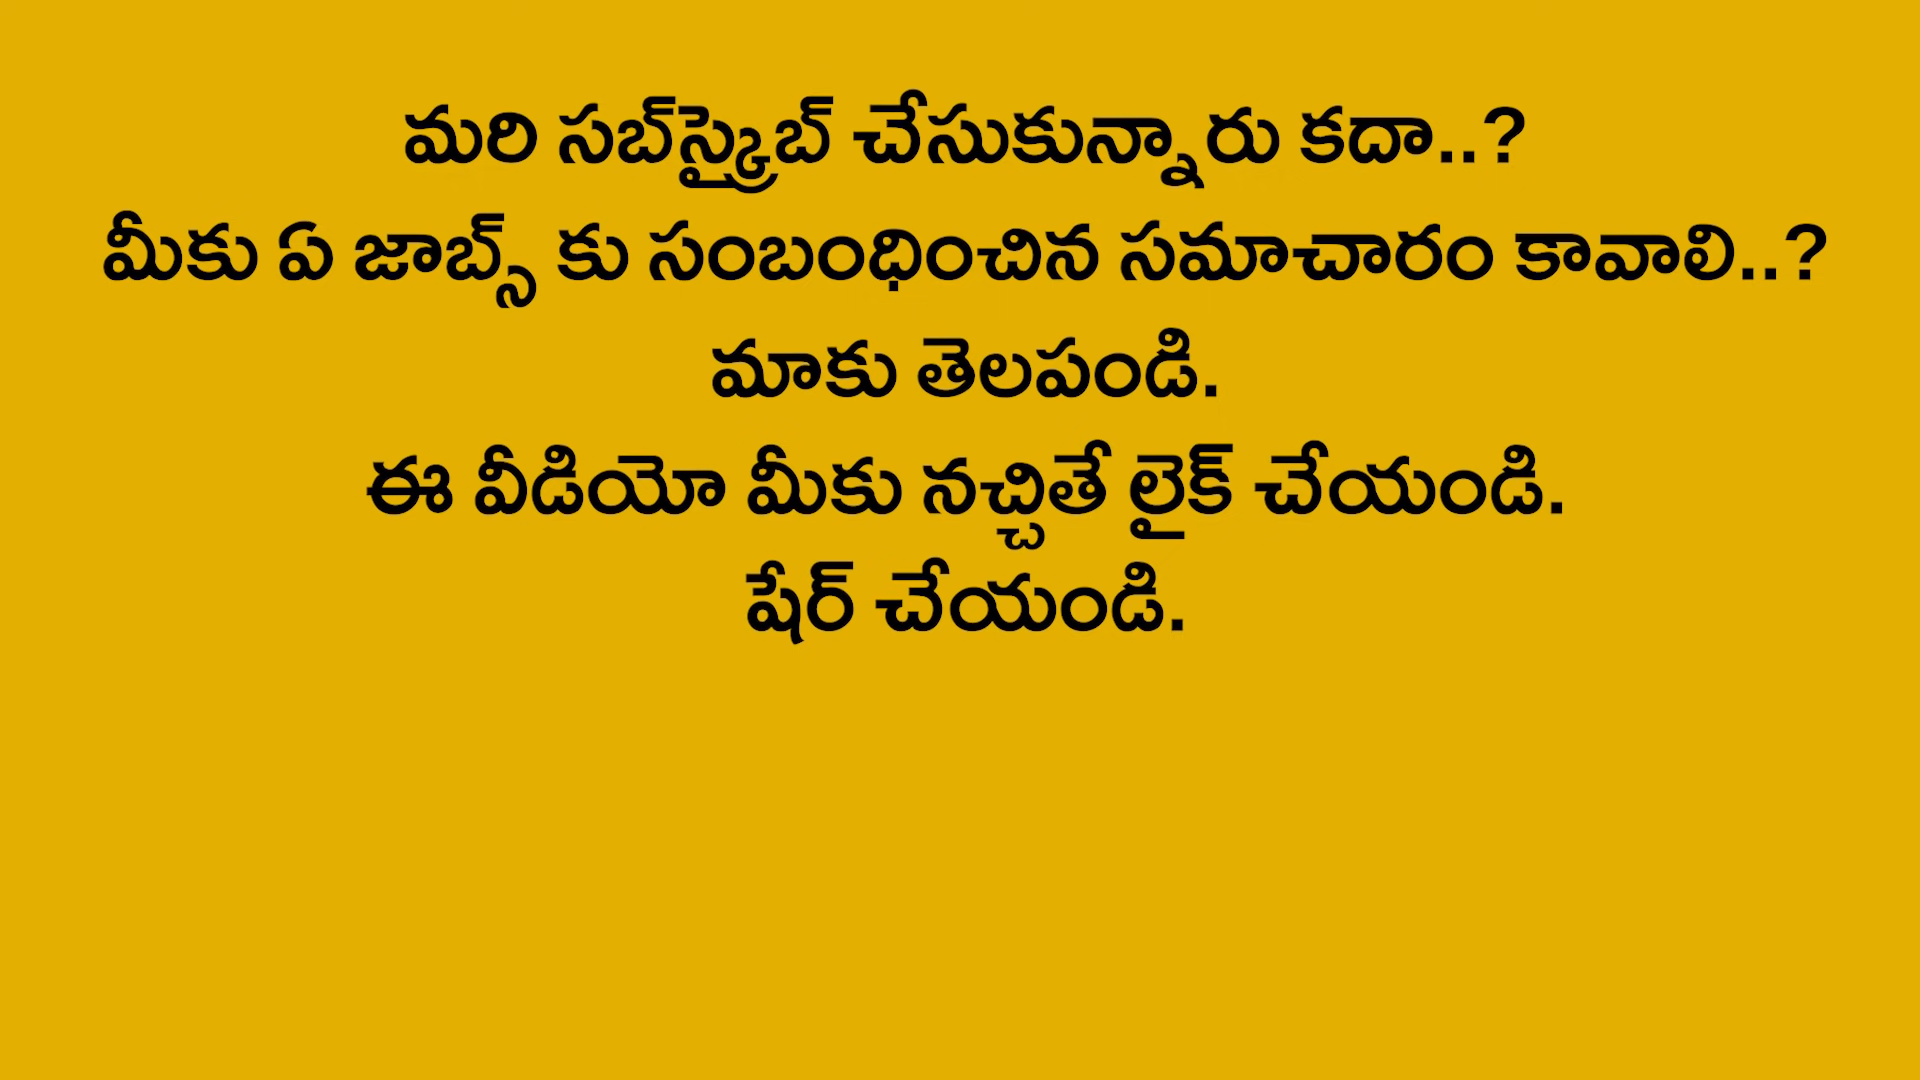 మరి సబ్‌స్క్రైబ్ చేసుకున్నారు కదా..?
మీకు ఏ జాబ్స్ కు సంబంధించిన సమాచారం కావాలి..?
మాకు తెలపండి.
ఈ వీడియో మీకు నచ్చితే లైక్ చేయండి.
షేర్ చేయండి.